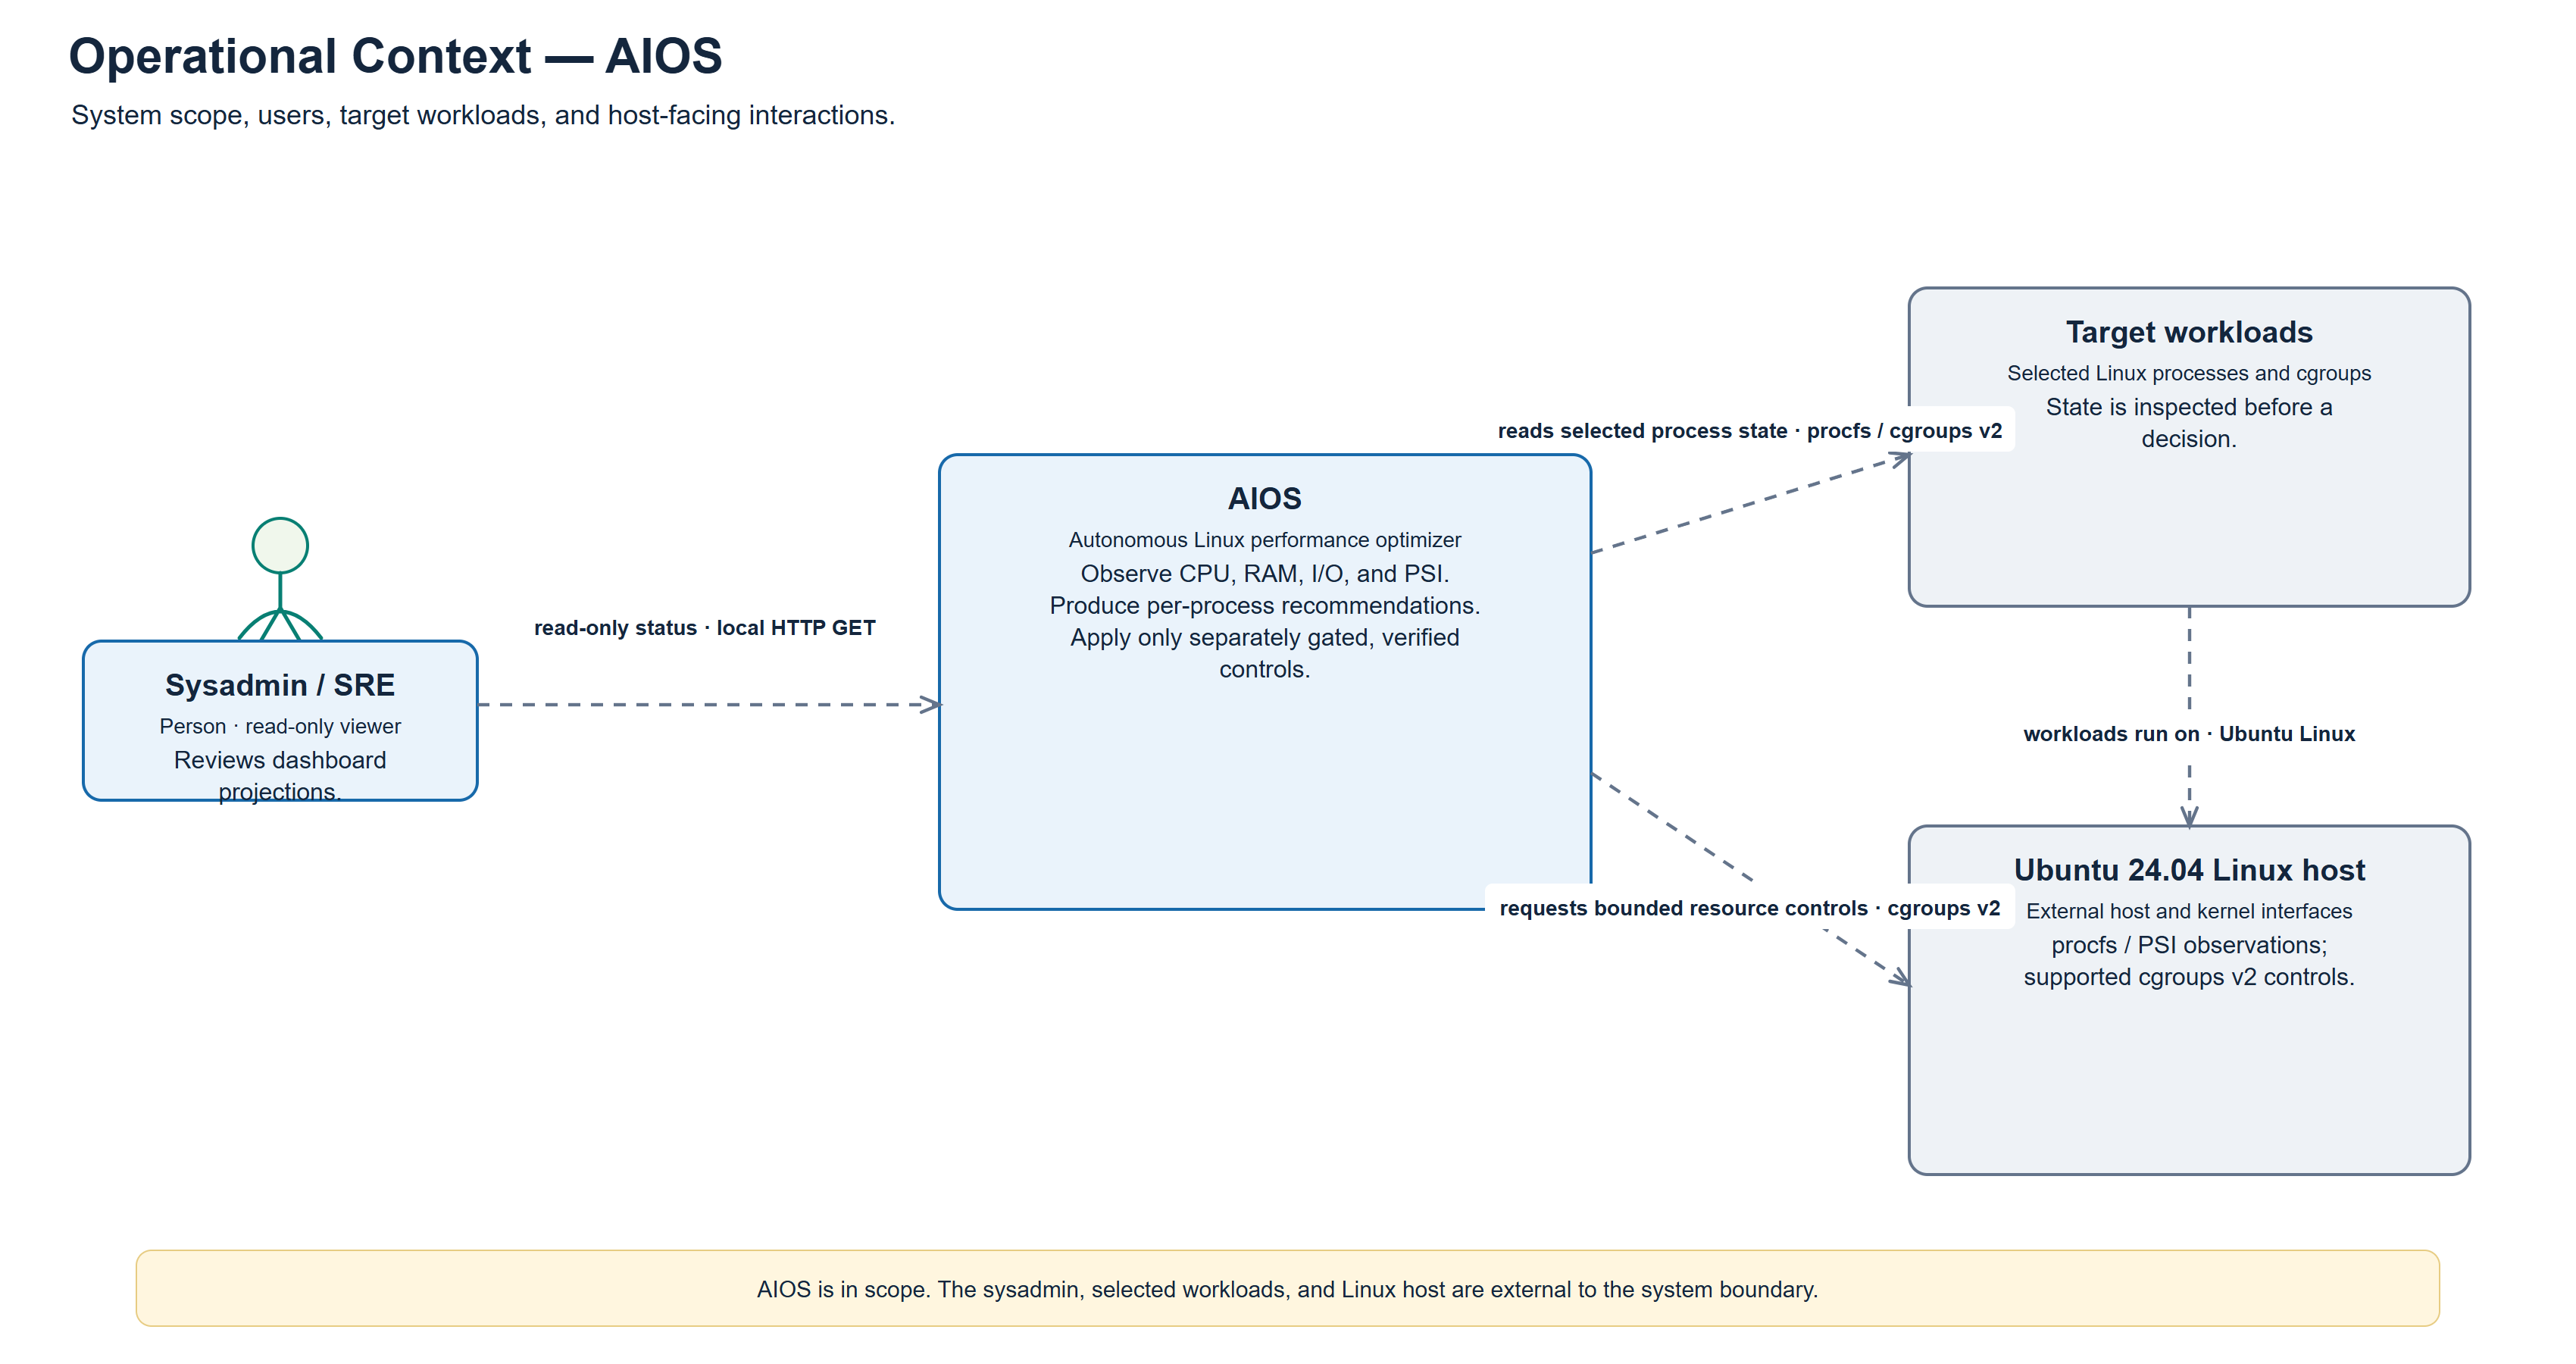 Operational Context — AIOS
System scope, users, target workloads, and host-facing interactions.
Target workloads
Selected Linux processes and cgroups
State is inspected before a
decision.
reads selected process state · procfs / cgroups v2
AIOS
Autonomous Linux performance optimizer
Observe CPU, RAM, I/O, and PSI.
Produce per-process recommendations.
Apply only separately gated, verified
controls.
read-only status · local HTTP GET
Sysadmin / SRE
Person · read-only viewer
Reviews dashboard
projections.
workloads run on · Ubuntu Linux
requests bounded resource controls · cgroups v2
Ubuntu 24.04 Linux host
External host and kernel interfaces
procfs / PSI observations;
supported cgroups v2 controls.
AIOS is in scope. The sysadmin, selected workloads, and Linux host are external to the system boundary.